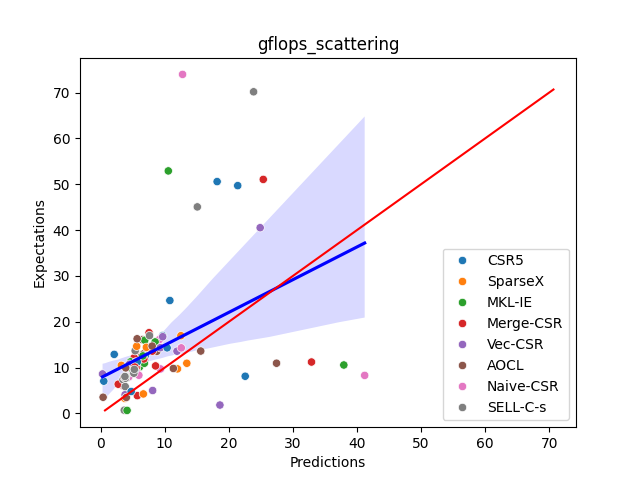 gflops_scattering
70
60
50
40
30
20
10
0
Expectations
0 10 20 30 40 50 60 70
Predictions
CSR5
SparseX
MKL-IE
Merge-CSR
Vec-CSR
AOCL
Naive-CSR
SELL-C-s